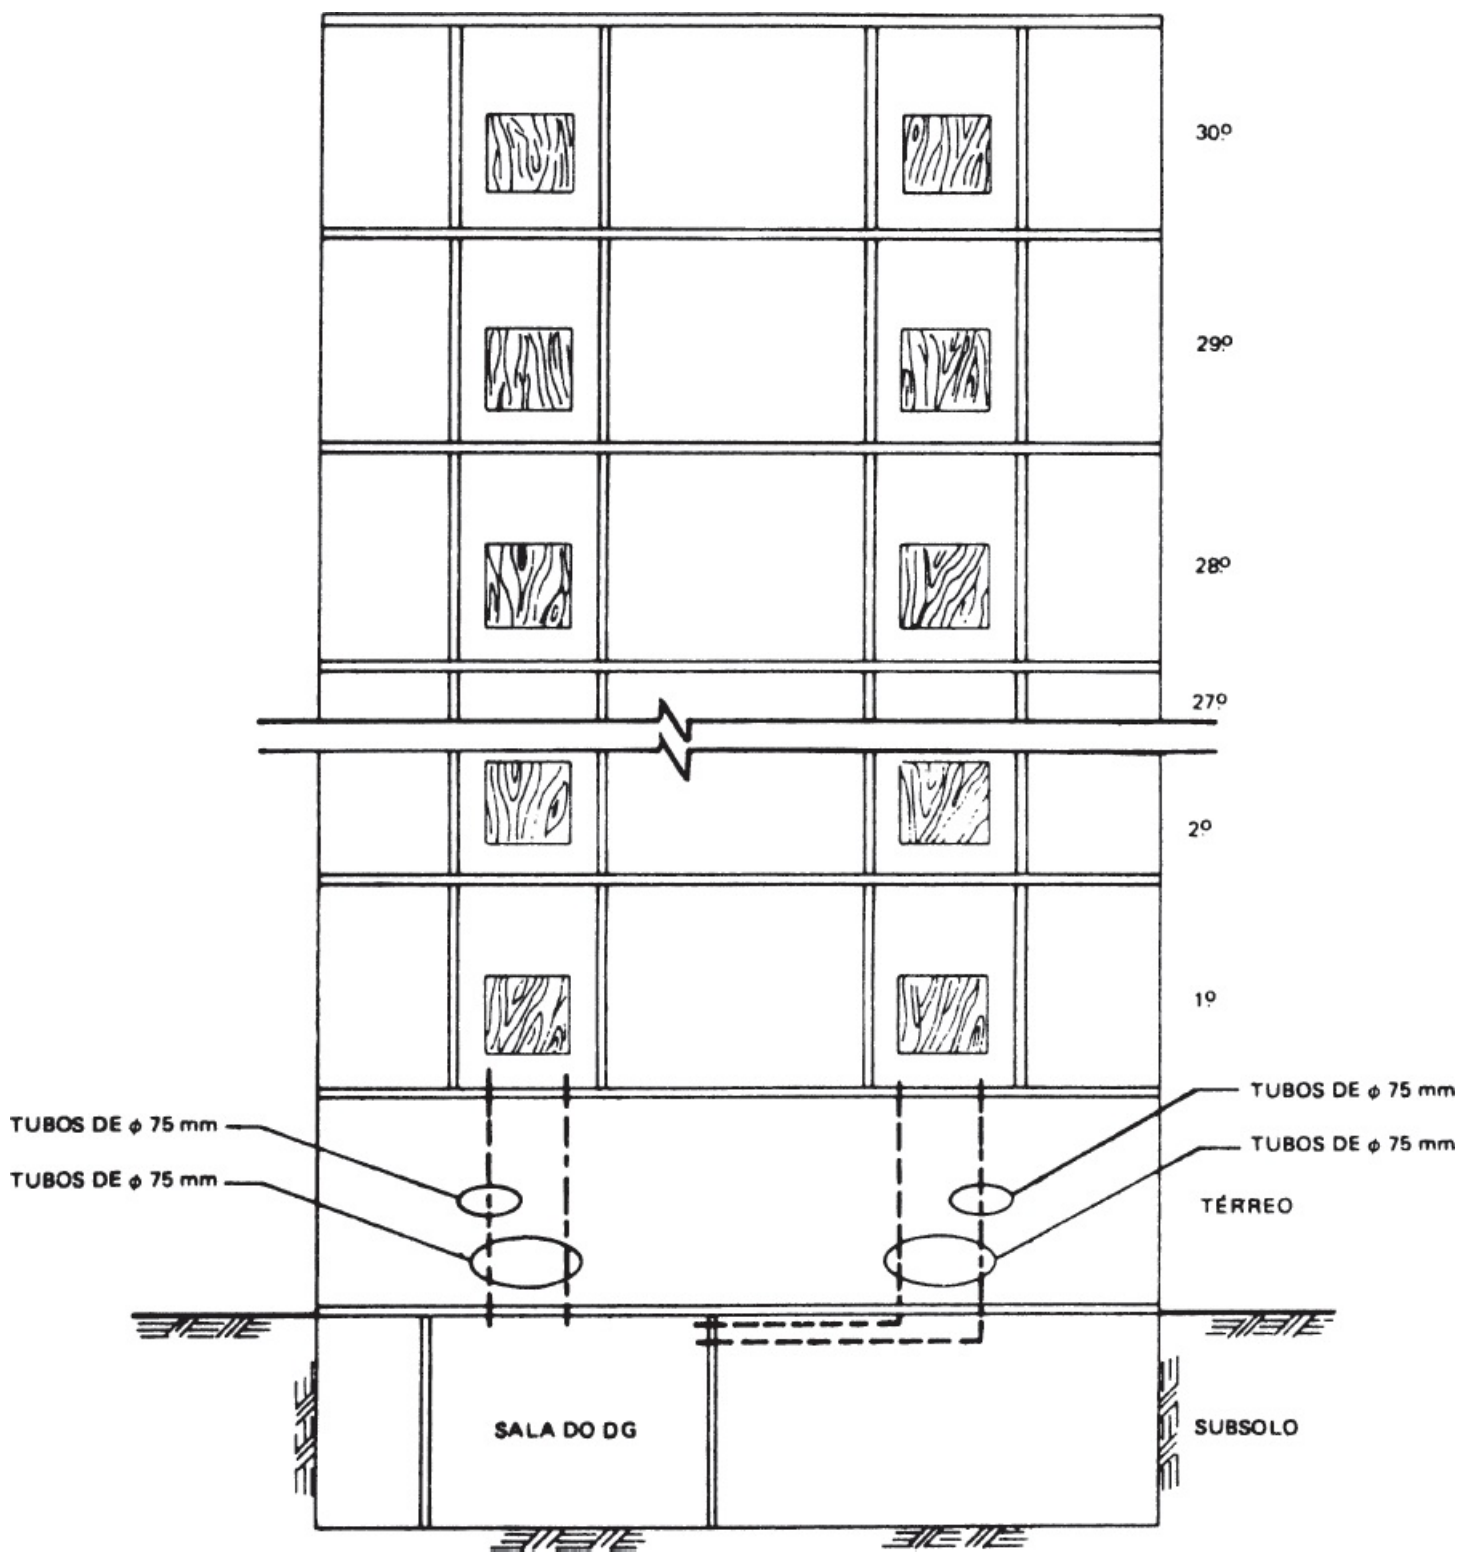 30º
29º
28º
27º
2º
1º
TUBOS DE φ 75 mm
TUBOS DE φ 75 mm
TUBOS DE φ 75 mm
TUBOS DE φ 75 mm
TÉRREO
SALA DO DG
SUBSOLO